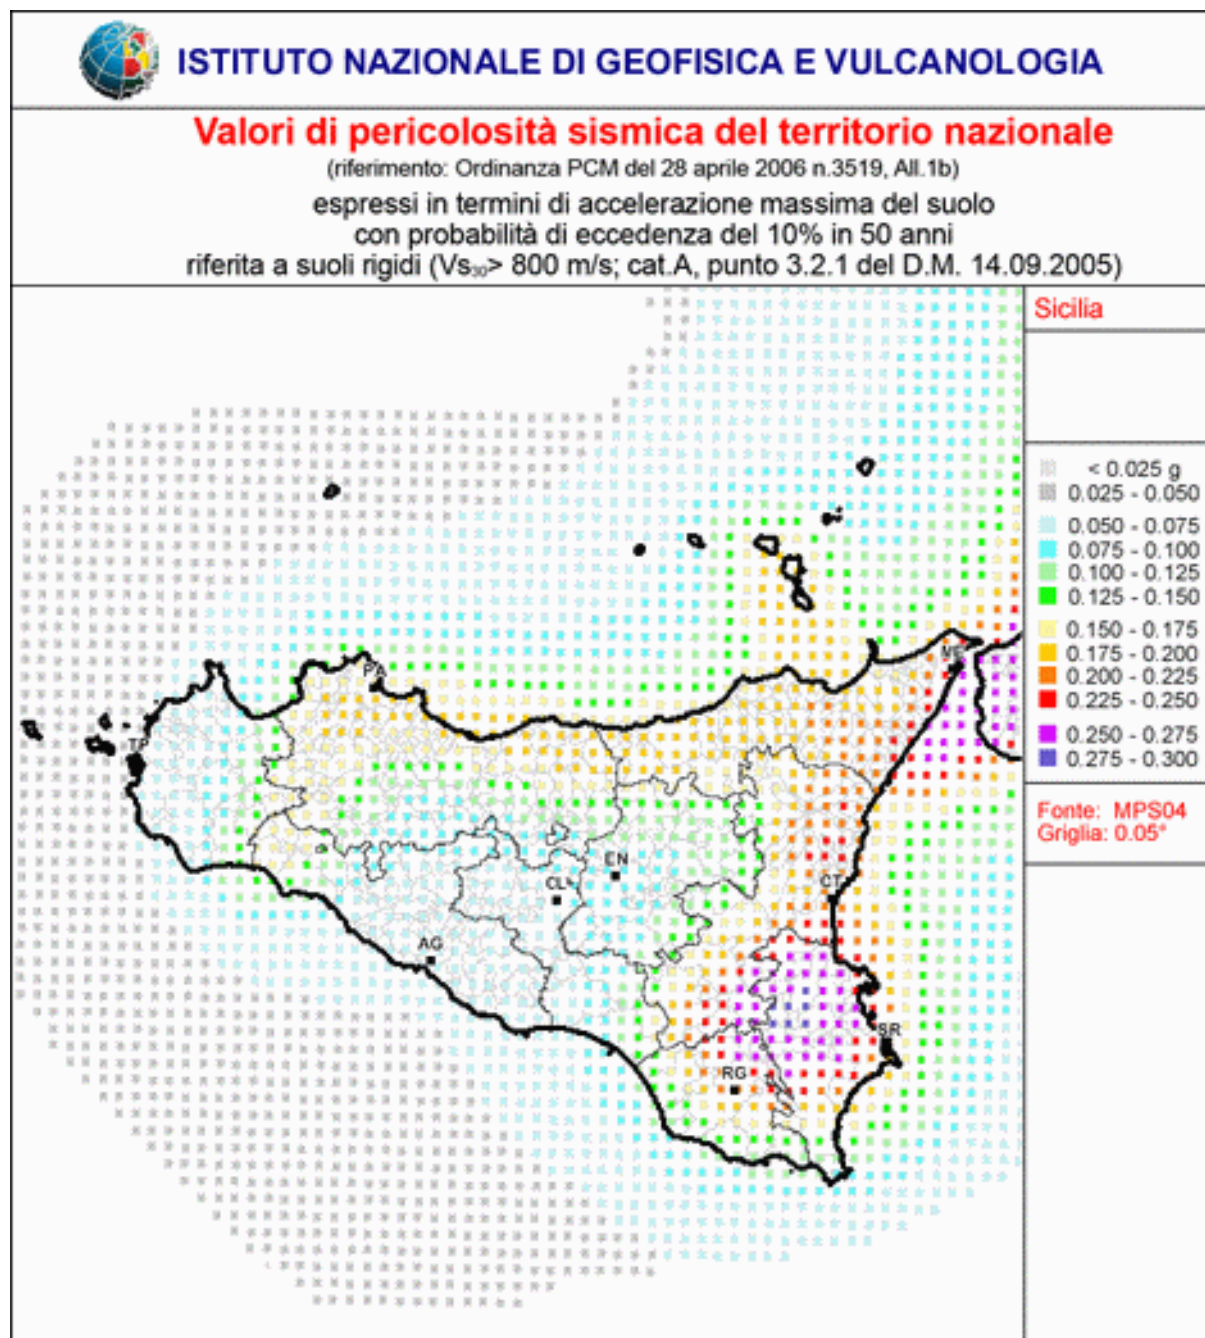 ISTITUTO NAZIONALE DI GEOFISICA E VULCANOLOGIA
Valori di pericolosità sismica del territorio nazionale
(riferimento: Ordinanza PCM del 28 aprile 2006 n.3519, All.1b)
espressi in termini di accelerazione massima del suolo
con probabilità di eccedenza del 10% in 50 anni
riferita a suoli rigidi (Vs₃₀> 800 m/s; cat.A, punto 3.2.1 del D.M. 14.09.2005)
Sicilia
< 0.025 g
0.025 - 0.050
0.050 - 0.075
0.075 - 0.100
0.100 - 0.125
0.125 - 0.150
0.150 - 0.175
0.175 - 0.200
0.200 - 0.225
0.225 - 0.250
0.250 - 0.275
0.275 - 0.300
Fonte: MPS04
Griglia: 0.05°
ME
PA
TP
EN
CL
CT
AG
SR
RG